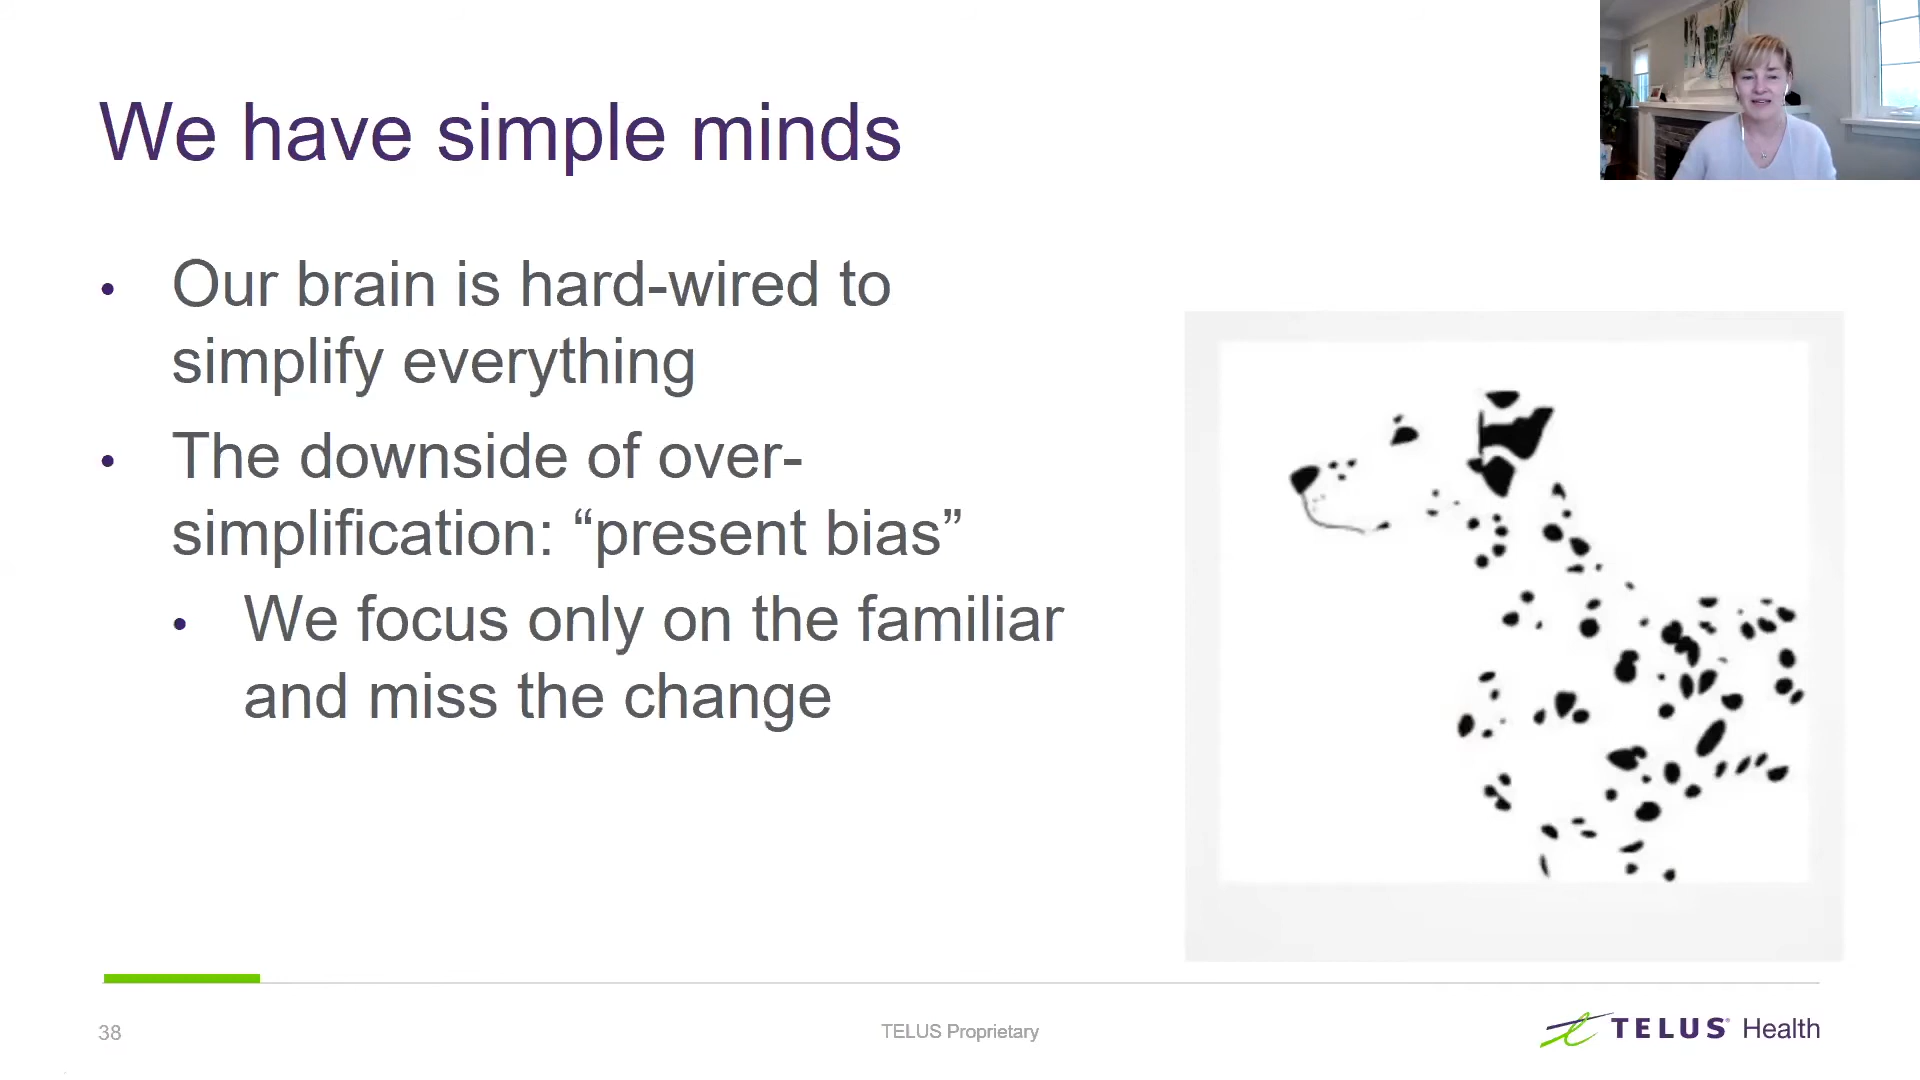 We have simple minds
• Our brain is hard-wired to
simplify everything
• The downside of over-
simplification: “present bias”
• We focus only on the familiar
and miss the change
38
TELUS Proprietary
TELUS® Health